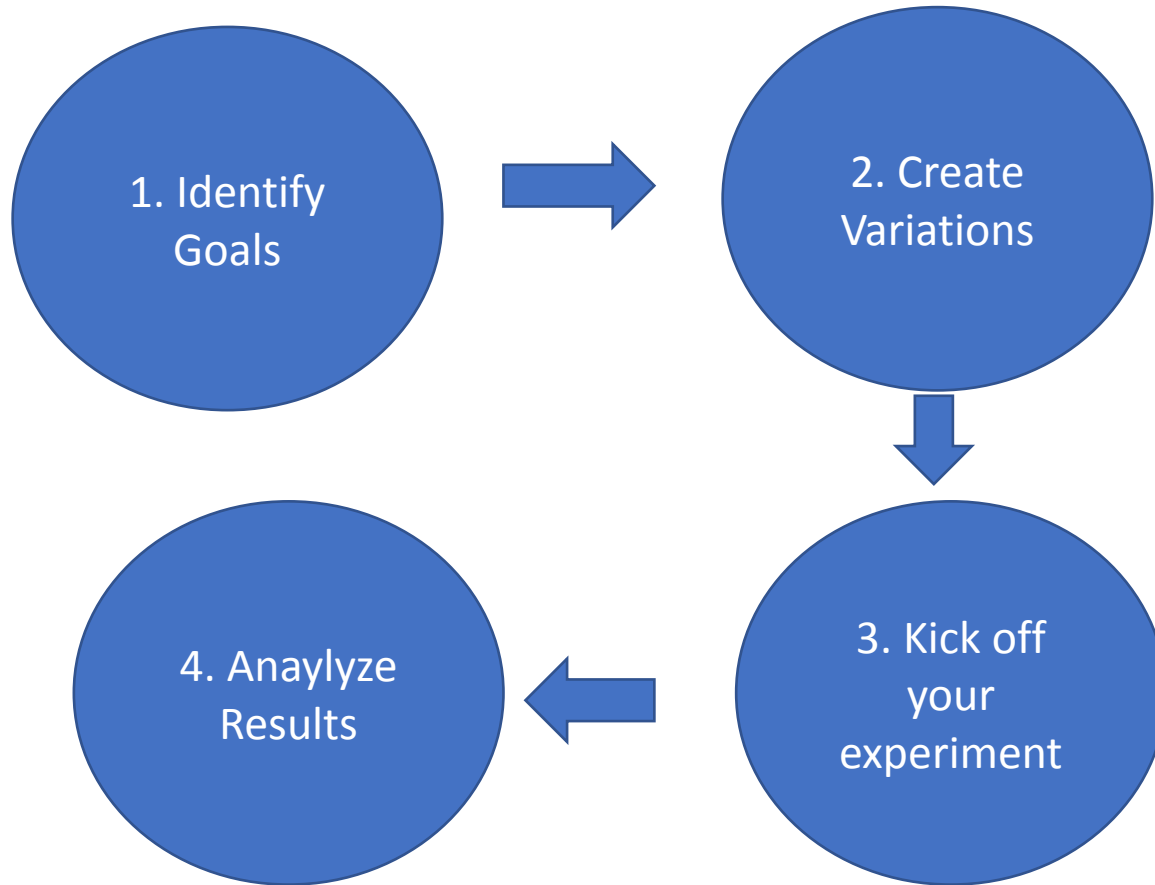 1. Identify
Goals
2. Create
Variations
3. Kick off
your
experiment
4. Anaylyze
Results